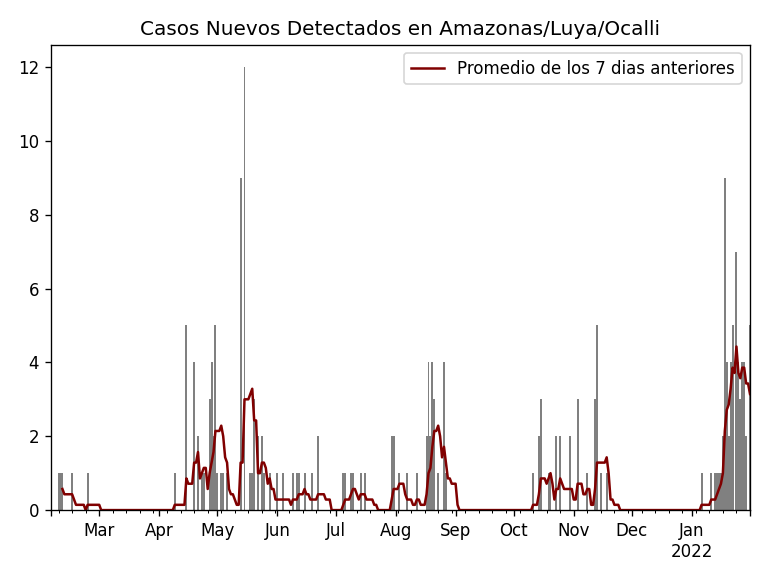 Casos Nuevos Detectados en Amazonas/Luya/Ocalli
Promedio de los 7 dias anteriores
12
10
8
6
4
2
0
Mar Apr May Jun Jul Aug Sep Oct Nov Dec Jan
2022